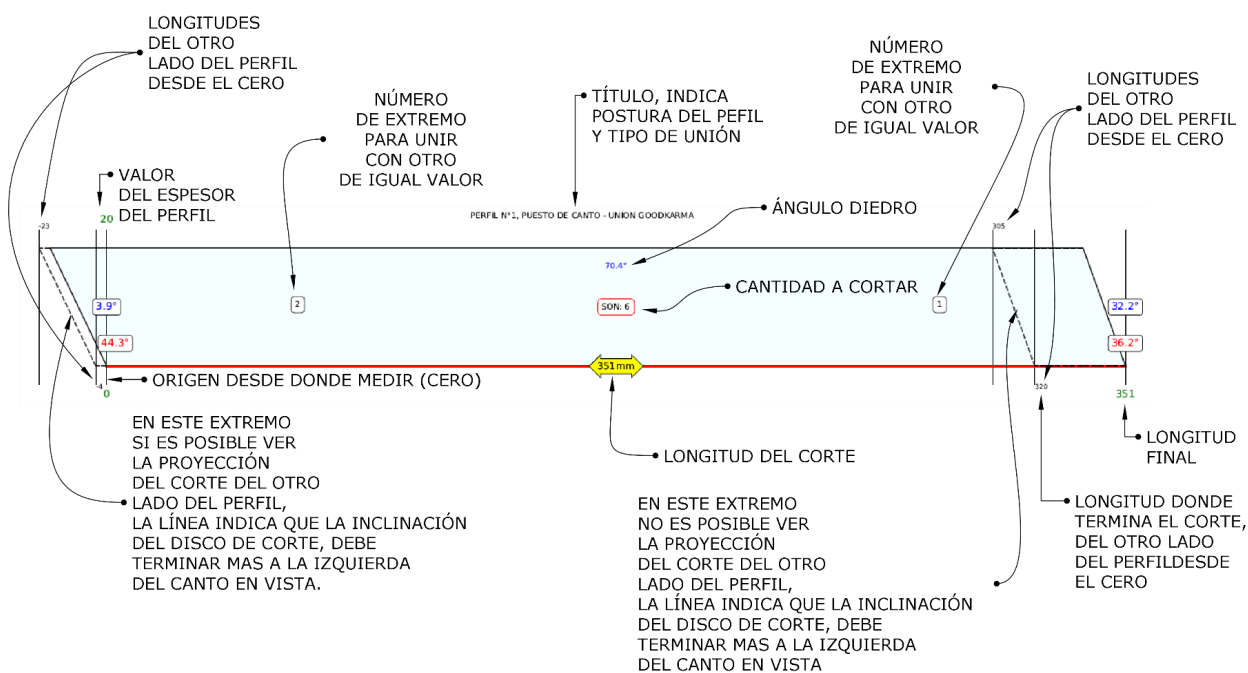 LONGITUDES
DEL OTRO
LADO DEL PERFIL
DESDE EL CERO
NÚMERO
DE EXTREMO
PARA UNIR
CON OTRO
DE IGUAL VALOR
TÍTULO, INDICA
POSTURA DEL PEFIL
Y TIPO DE UNIÓN
NÚMERO
DE EXTREMO
PARA UNIR
CON OTRO
DE IGUAL VALOR
LONGITUDES
DEL OTRO
LADO DEL PERFIL
DESDE EL CERO
VALOR
DEL ESPESOR
DEL PERFIL
20
-23
PERFIL N°1, PUESTO DE CANTO - UNION GOODKARMA
ÁNGULO DIEDRO
305
70.4°
CANTIDAD A CORTAR
3.9°
2
SON: 6
1
32.2°
44.3°
36.2°
351mm
-4
0
ORIGEN DESDE DONDE MEDIR (CERO)
320
351
EN ESTE EXTREMO
SI ES POSIBLE VER
LA PROYECCIÓN
DEL CORTE DEL OTRO
LADO DEL PERFIL,
LA LÍNEA INDICA QUE LA INCLINACIÓN
DEL DISCO DE CORTE, DEBE
TERMINAR MAS A LA IZQUIERDA
DEL CANTO EN VISTA.
LONGITUD DEL CORTE
LONGITUD
FINAL
EN ESTE EXTREMO
NO ES POSIBLE VER
LA PROYECCIÓN
DEL CORTE DEL OTRO
LADO DEL PERFIL,
LA LÍNEA INDICA QUE LA INCLINACIÓN
DEL DISCO DE CORTE, DEBE
TERMINAR MAS A LA IZQUIERDA
DEL CANTO EN VISTA
LONGITUD DONDE
TERMINA EL CORTE,
DEL OTRO LADO
DEL PERFILDESDE
EL CERO